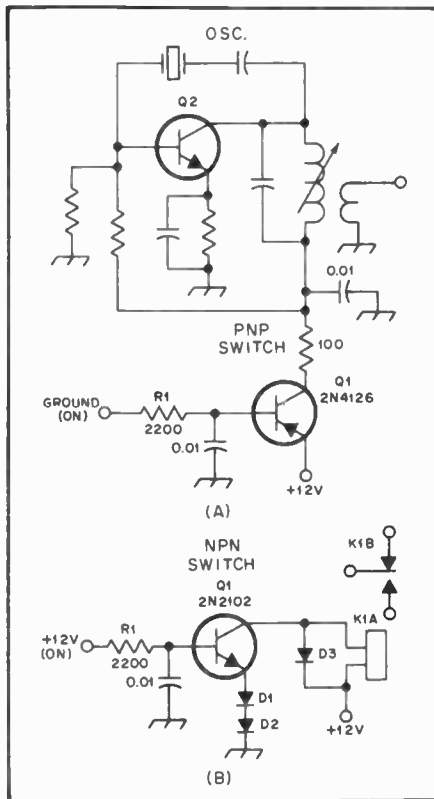 OSC.
Q2
0.01
PNP
SWITCH
100
Q1
2N4126
GROUND
(ON)
R1
2200
0.01
+12V
(A)
NPN
SWITCH
K1B
Q1
2N2102
K1A
+12V
(ON)
R1
2200
0.01
D3
D1
D2
+12V
(B)